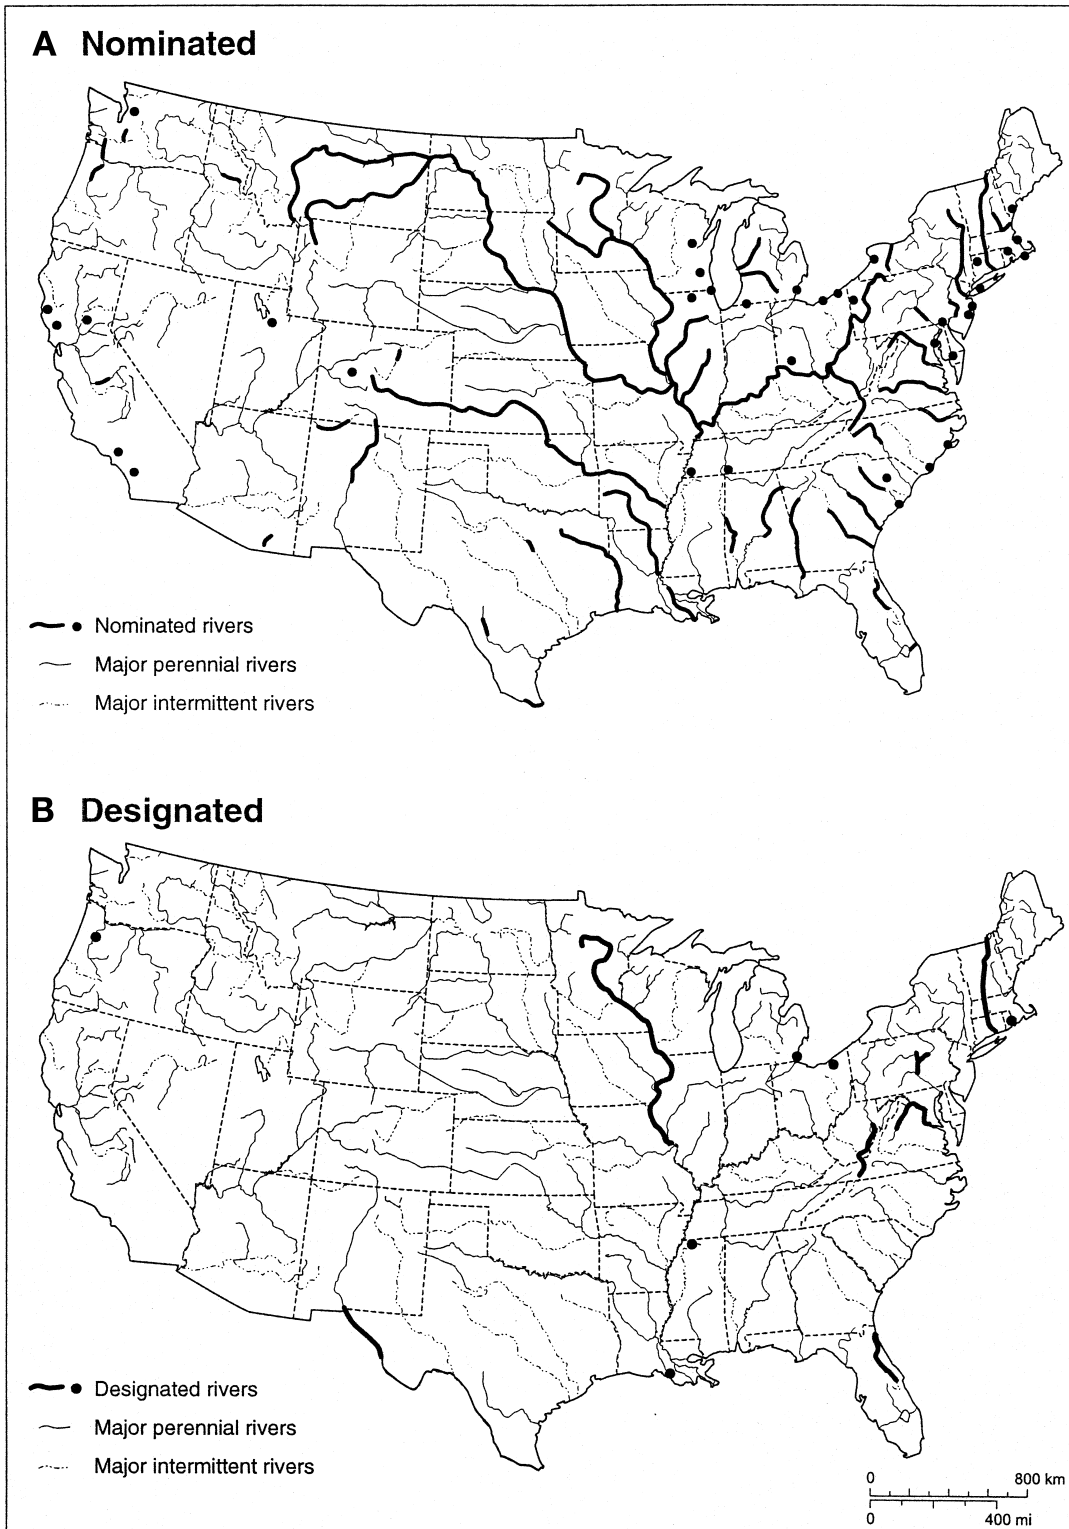 A Nominated
Nominated rivers
Major perennial rivers
Major intermittent rivers
B Designated
Designated rivers
Major perennial rivers
Major intermittent rivers
0 800 km
0 400 mi